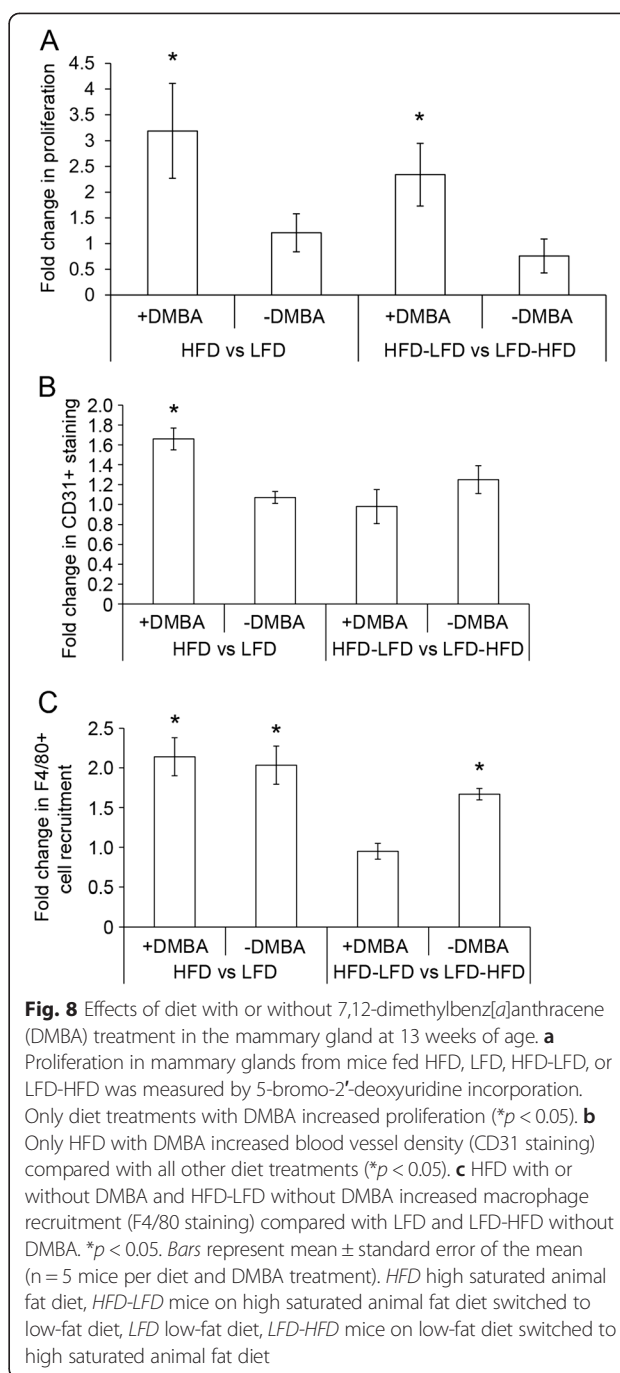 A
Fold change in proliferation
4.5
4
3.5
3
2.5
2
1.5
1
0.5
0
*
*
+DMBA -DMBA +DMBA -DMBA
HFD vs LFD HFD-LFD vs LFD-HFD
B
Fold change in CD31+ staining
2.0
1.8
1.6
1.4
1.2
1.0
0.8
0.6
0.4
0.2
0
*
+DMBA -DMBA +DMBA -DMBA
HFD vs LFD HFD-LFD vs LFD-HFD
C
Fold change in F4/80+
cell recruitment
2.5
2.0
1.5
1.0
0.5
0
*
*
*
+DMBA -DMBA +DMBA -DMBA
HFD vs LFD HFD-LFD vs LFD-HFD
Fig. 8 Effects of diet with or without 7,12-dimethylbenz[a]anthracene
(DMBA) treatment in the mammary gland at 13 weeks of age. a
Proliferation in mammary glands from mice fed HFD, LFD, HFD-LFD, or
LFD-HFD was measured by 5-bromo-2′-deoxyuridine incorporation.
Only diet treatments with DMBA increased proliferation (*p < 0.05). b
Only HFD with DMBA increased blood vessel density (CD31 staining)
compared with all other diet treatments (*p < 0.05). c HFD with or
without DMBA and HFD-LFD without DMBA increased macrophage
recruitment (F4/80 staining) compared with LFD and LFD-HFD without
DMBA. *p < 0.05. Bars represent mean ± standard error of the mean
(n = 5 mice per diet and DMBA treatment). HFD high saturated animal
fat diet, HFD-LFD mice on high saturated animal fat diet switched to
low-fat diet, LFD low-fat diet, LFD-HFD mice on low-fat diet switched to
high saturated animal fat diet